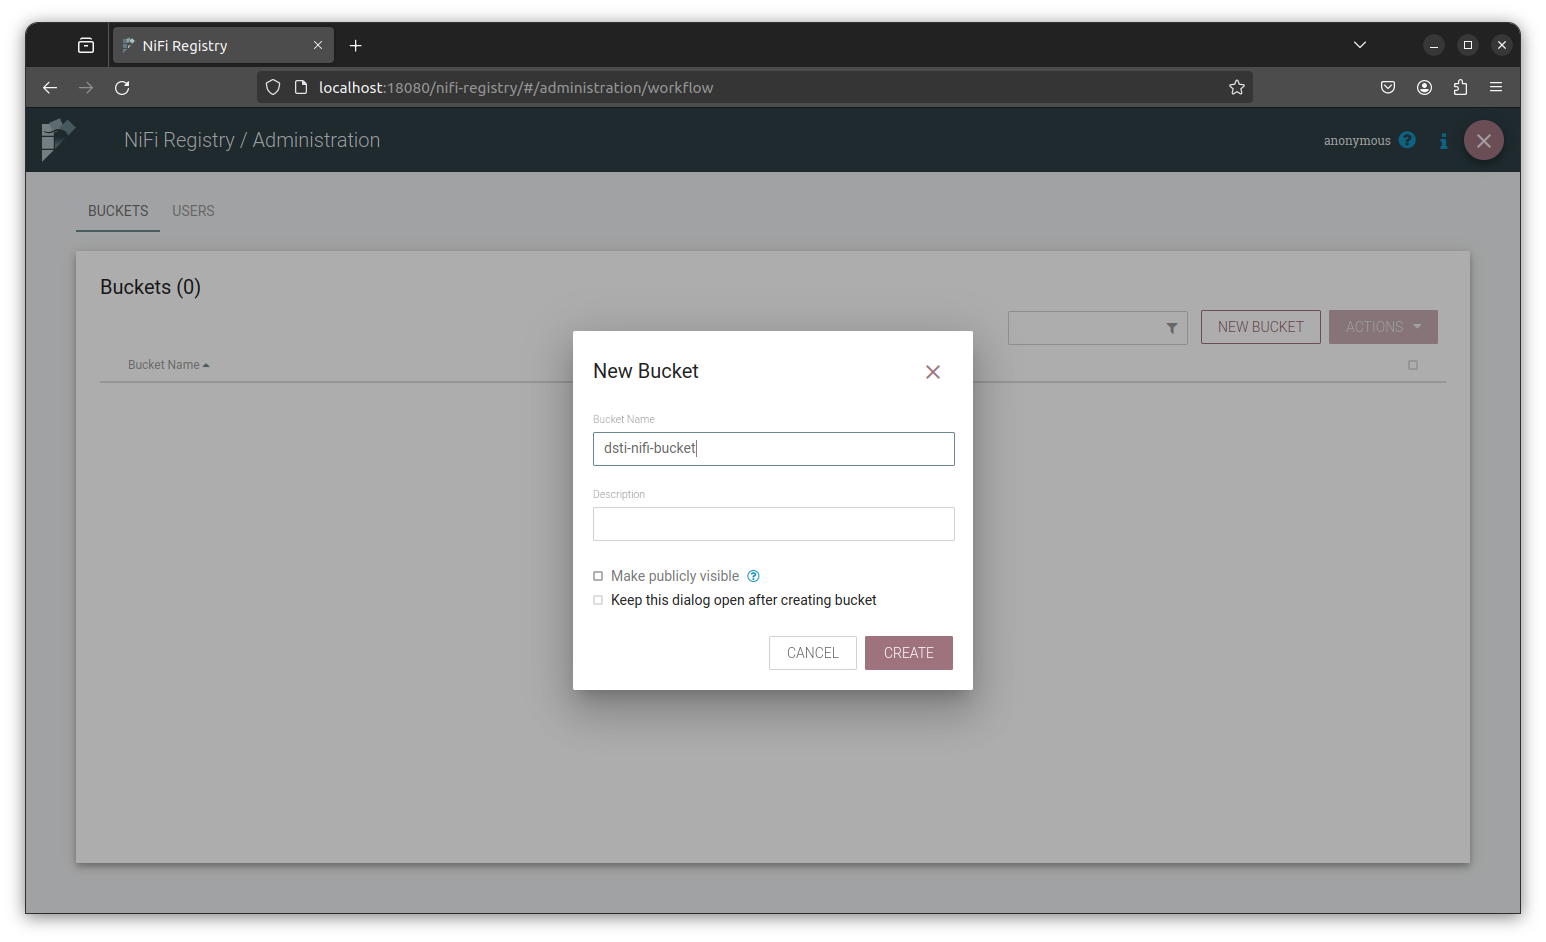 NiFi Registry
localhost:18080/nifi-registry/#/administration/workflow
NiFi Registry / Administration
anonymous
BUCKETS
USERS
Buckets (0)
NEW BUCKET
ACTIONS
Bucket Name
New Bucket
Bucket Name
dsti-nifi-bucket
Description
Make publicly visible
Keep this dialog open after creating bucket
CANCEL
CREATE